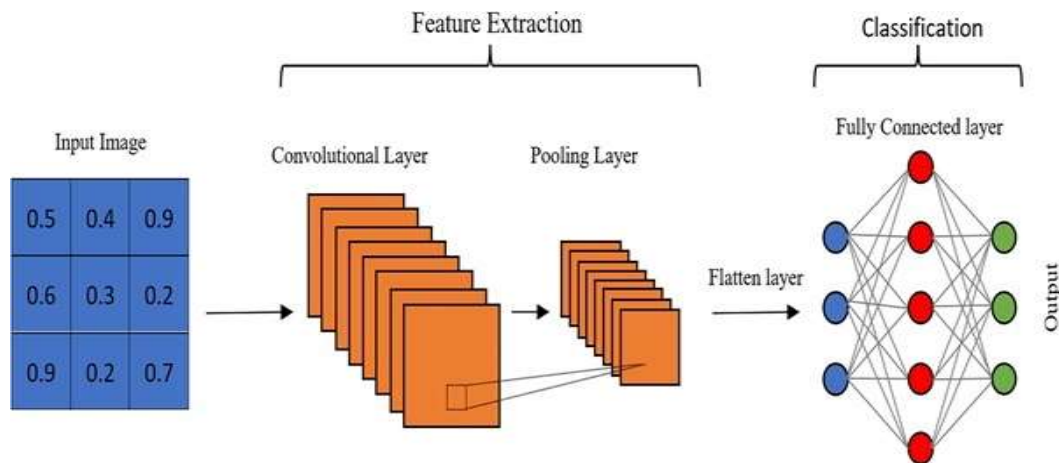 Feature Extraction
Classification
Input Image
Convolutional Layer
Pooling Layer
Fully Connected layer
0.5 0.4 0.9
0.6 0.3 0.2
0.9 0.2 0.7
Flatten layer
Output